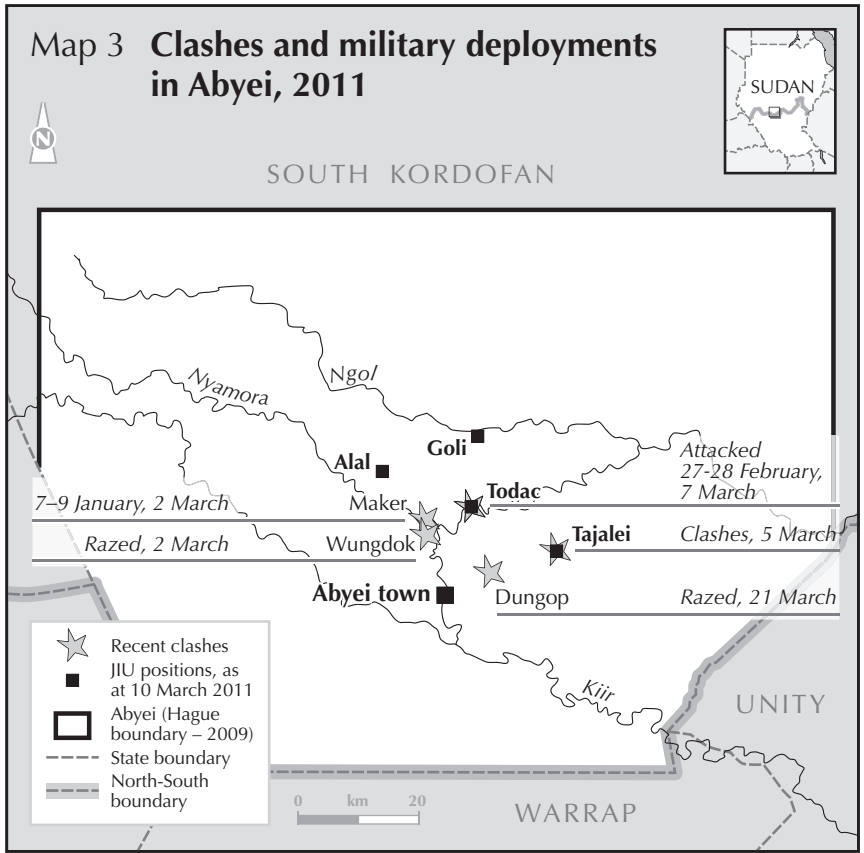 Map 3 Clashes and military deployments
in Abyei, 2011
SUDAN
N
SOUTH KORDOFAN
Nyamora
Ngol
Goli
Alal
Attacked
27-28 February,
7 March
Todac
7–9 January, 2 March
Maker
Tajalei
Clashes, 5 March
Razed, 2 March
Wungdok
Abyei town
Dungop
Razed, 21 March
Recent clashes
JIU positions, as
at 10 March 2011
Abyei (Hague
boundary – 2009)
State boundary
North-South
boundary
Kiir
UNITY
0 km 20
WARRAP